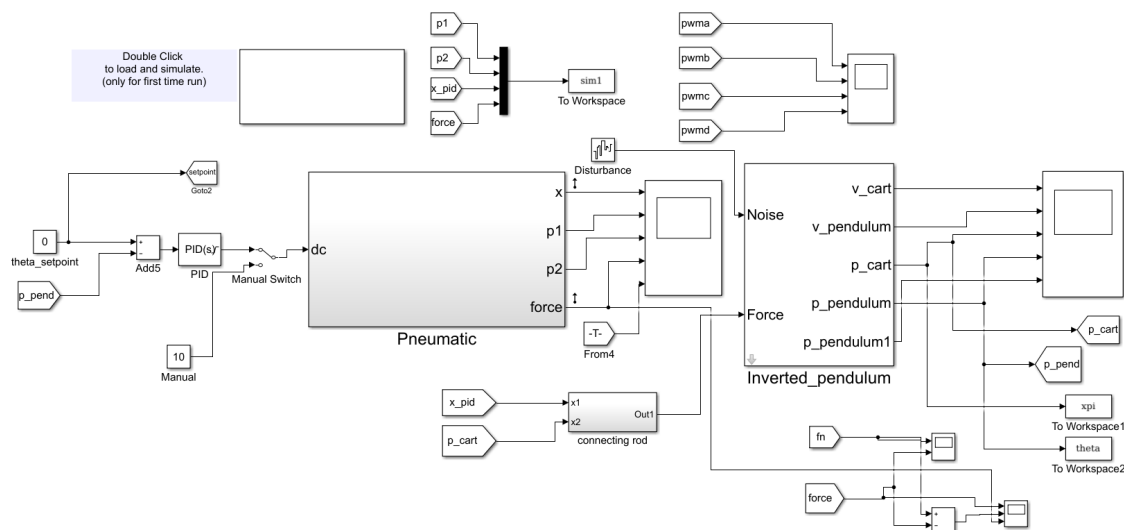 p1
p2
x_pid
force
sim1
To Workspace
pwma
pwmb
pwmc
pwmd
Double Click
to load and simulate.
(only for first time run)
setpoint
Goto2
0
theta_setpoint
p_pend
+
−
Add5
PID(s)
PID
Manual Switch
10
Manual
dc
x
p1
p2
force
Pneumatic
-T-
From4
Disturbance
Noise
Force
v_cart
v_pendulum
p_cart
p_pendulum
p_pendulum1
Inverted_pendulum
p_cart
p_pend
xpi
To Workspace1
theta
To Workspace2
x_pid
p_cart
x1
x2
Out1
connecting rod
fn
force
+
−